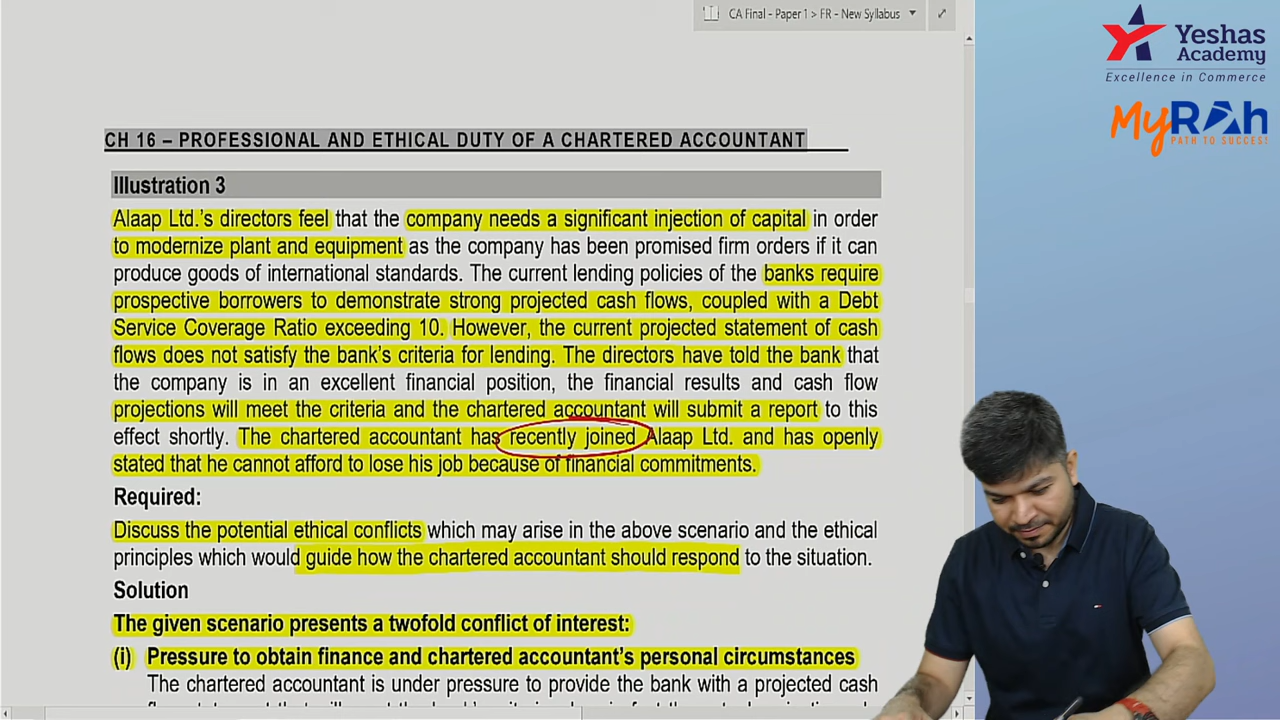 CA Final - Paper 1 > FR - New Syllabus
Yeshas
Academy
Excellence in Commerce
MyRAh
PATH TO SUCCESS!
CH 16 – PROFESSIONAL AND ETHICAL DUTY OF A CHARTERED ACCOUNTANT
Illustration 3
Alaap Ltd.'s directors feel that the company needs a significant injection of capital in order
to modernize plant and equipment as the company has been promised firm orders if it can
produce goods of international standards. The current lending policies of the banks require
prospective borrowers to demonstrate strong projected cash flows, coupled with a Debt
Service Coverage Ratio exceeding 10. However, the current projected statement of cash
flows does not satisfy the bank's criteria for lending. The directors have told the bank that
the company is in an excellent financial position, the financial results and cash flow
projections will meet the criteria and the chartered accountant will submit a report to this
effect shortly. The chartered accountant has recently joined Alaap Ltd. and has openly
stated that he cannot afford to lose his job because of financial commitments.
Required:
Discuss the potential ethical conflicts which may arise in the above scenario and the ethical
principles which would guide how the chartered accountant should respond to the situation.
Solution
The given scenario presents a twofold conflict of interest:
(i) Pressure to obtain finance and chartered accountant's personal circumstances
The chartered accountant is under pressure to provide the bank with a projected cash